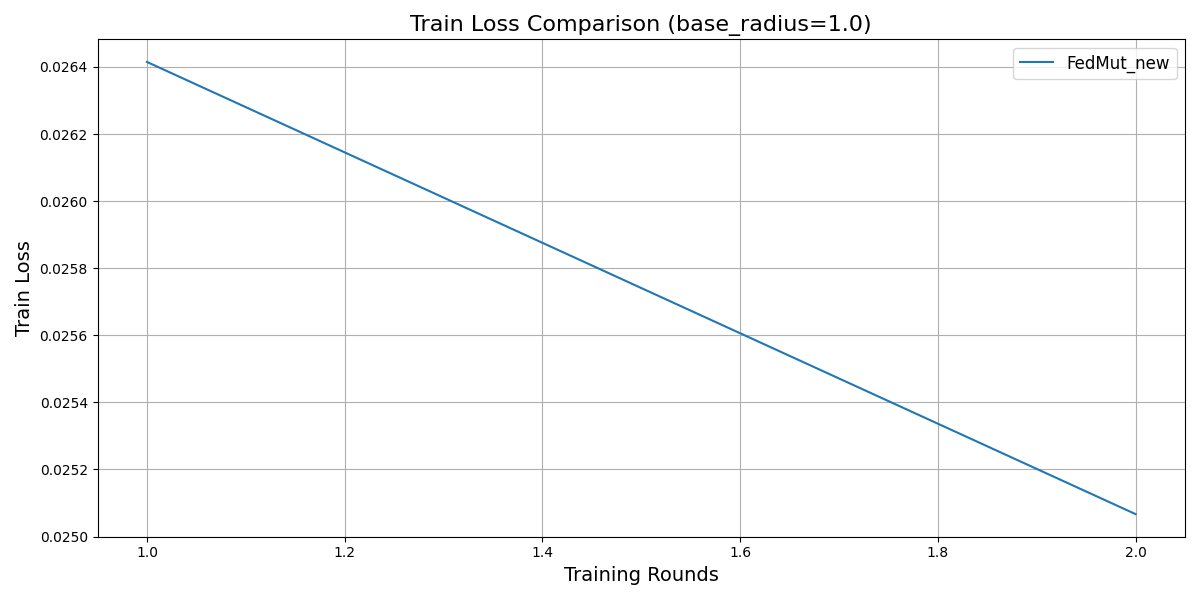 Train Loss Comparison (base_radius=1.0)
FedMut_new
Train Loss
0.0264
0.0262
0.0260
0.0258
0.0256
0.0254
0.0252
0.0250
1.0 1.2 1.4 1.6 1.8 2.0
Training Rounds